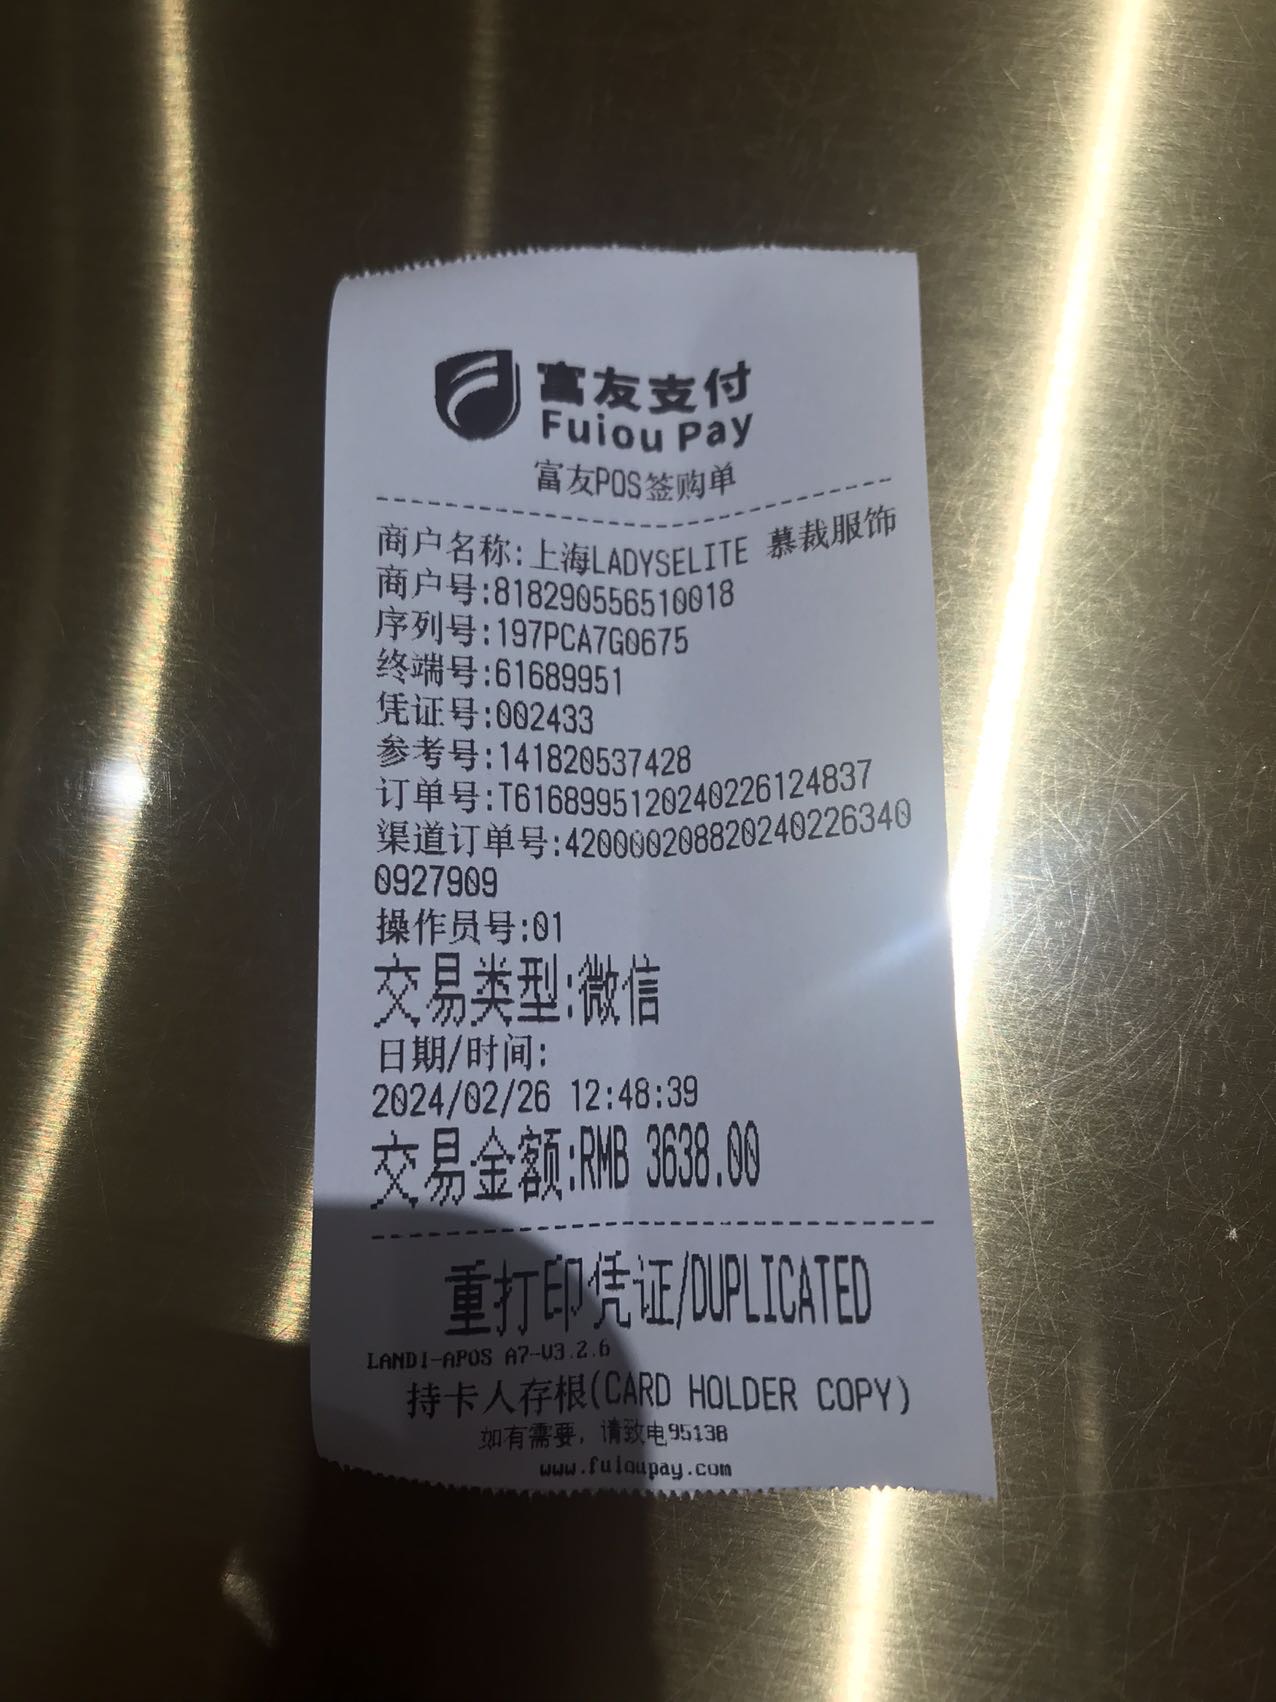 富友支付
Fuiou Pay
富友POS签购单
商户名称:上海LADYSELITE 慕裁服饰
商户号:818290556510018
序列号:197PCA7G0675
终端号:61689951
凭证号:002433
参考号:141820537428
订单号:T6168995120240226124837
渠道订单号:420000208820240226340
0927909
操作员号:01
交易类型:微信
日期/时间:
2024/02/26 12:48:39
交易金额:RMB 3638.00
重打印凭证/DUPLICATED
LANDI-APOS A7-V3.2.6
持卡人存根(CARD HOLDER COPY)
如有需要，请致电95138
www.fuioupay.com